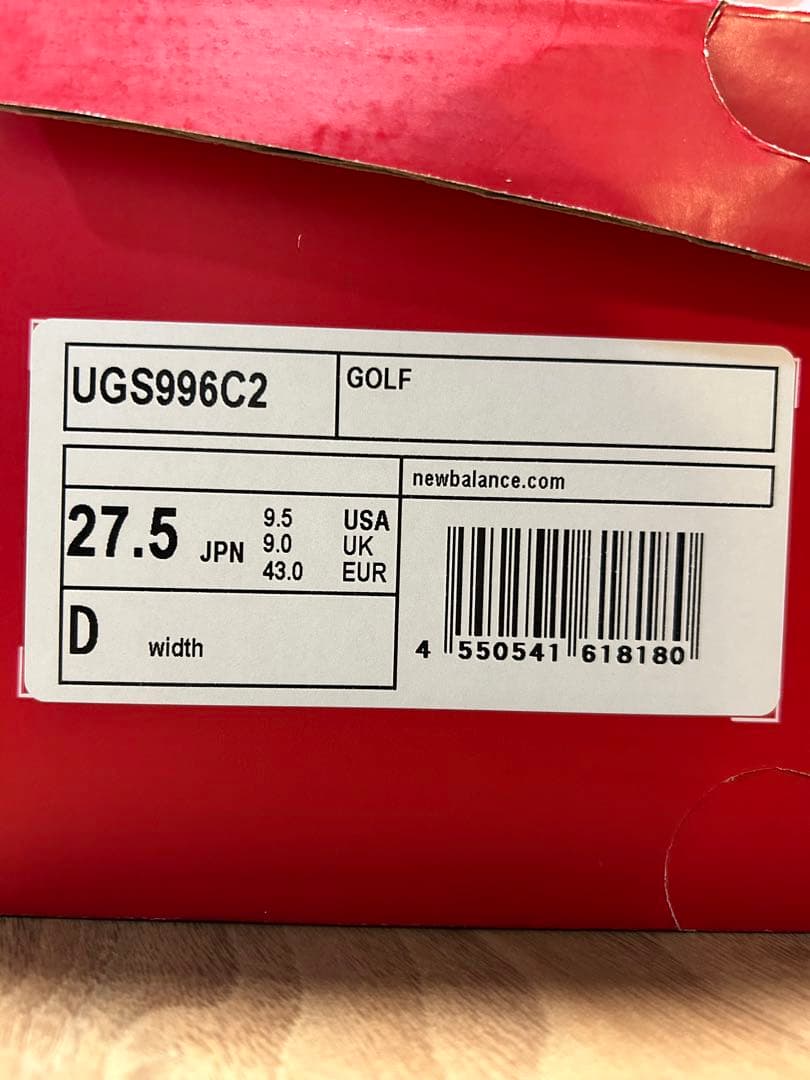 UGS996C2
GOLF
newbalance.com
27.5 JPN
9.5 USA
9.0 UK
43.0 EUR
D width
4 550541 618180